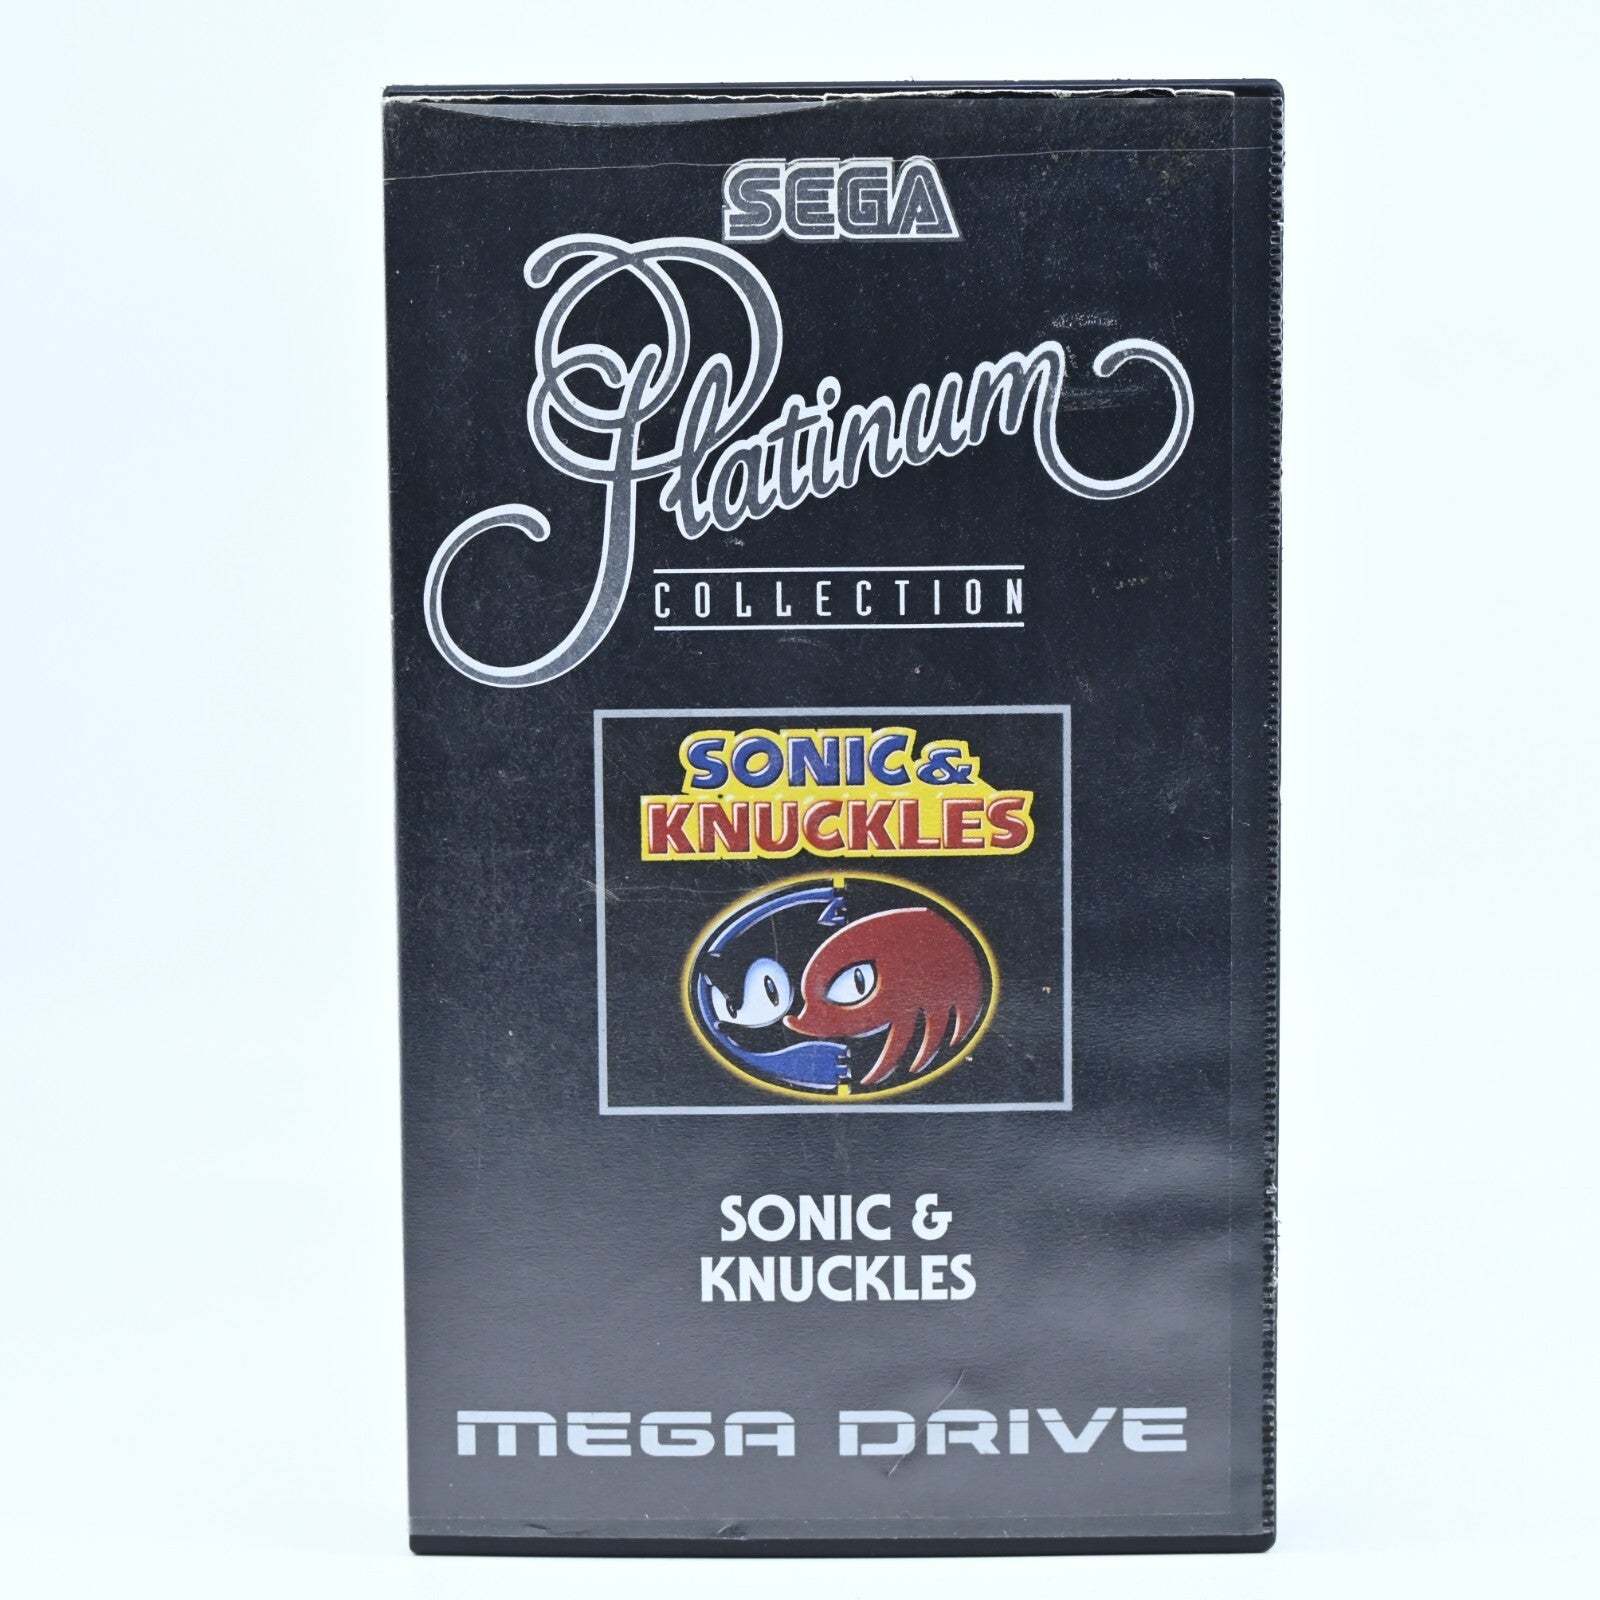 SEGA
Platinum
COLLECTION
SONIC &
KNUCKLES
SONIC &
KNUCKLES
MEGA DRIVE